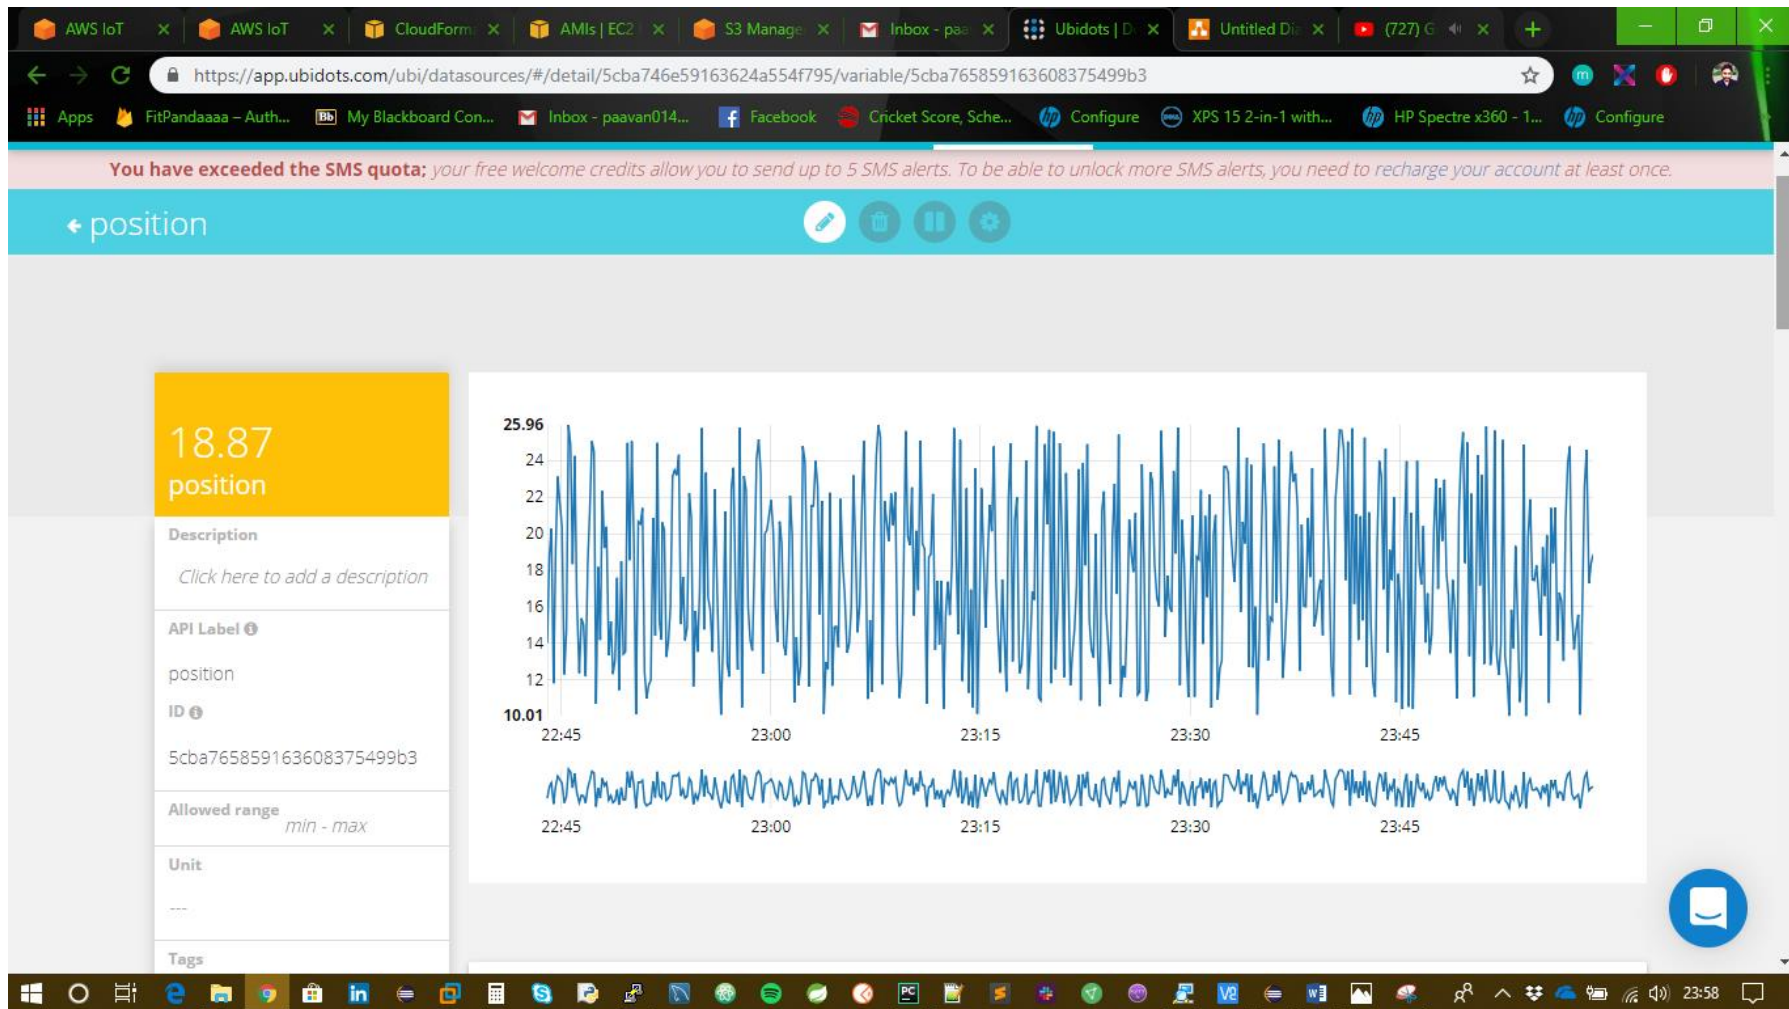 AWS IoT AWS IoT CloudForm AMIs | EC2 S3 Manage Inbox - paa Ubidots | D Untitled Dia (727) G
https://app.ubidots.com/ubi/datasources/#/detail/5cba746e59163624a554f795/variable/5cba765859163608375499b3
Apps FitPandaaaa – Auth... Bb My Blackboard Con... Inbox - paavan014... Facebook Cricket Score, Sche... hp Configure DELL XPS 15 2-in-1 with... hp HP Spectre x360 - 1... hp Configure
You have exceeded the SMS quota; your free welcome credits allow you to send up to 5 SMS alerts. To be able to unlock more SMS alerts, you need to recharge your account at least once.
position
18.87
position
Description
Click here to add a description
API Label
position
ID
5cba765859163608375499b3
Allowed range
min - max
Unit
---
Tags
25.96
24
22
20
18
16
14
12
10.01
22:45 23:00 23:15 23:30 23:45
22:45 23:00 23:15 23:30 23:45
23:58